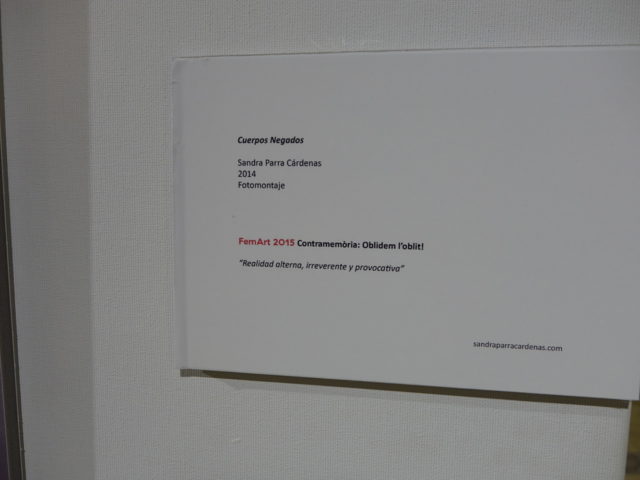 Cuerpos Negados
Sandra Parra Cárdenas
2014
Fotomontaje
FemArt 2015 Contramemòria: Oblidem l'oblit!
"Realidad alterna, irreverente y provocativa"
sandraparracardenas.com